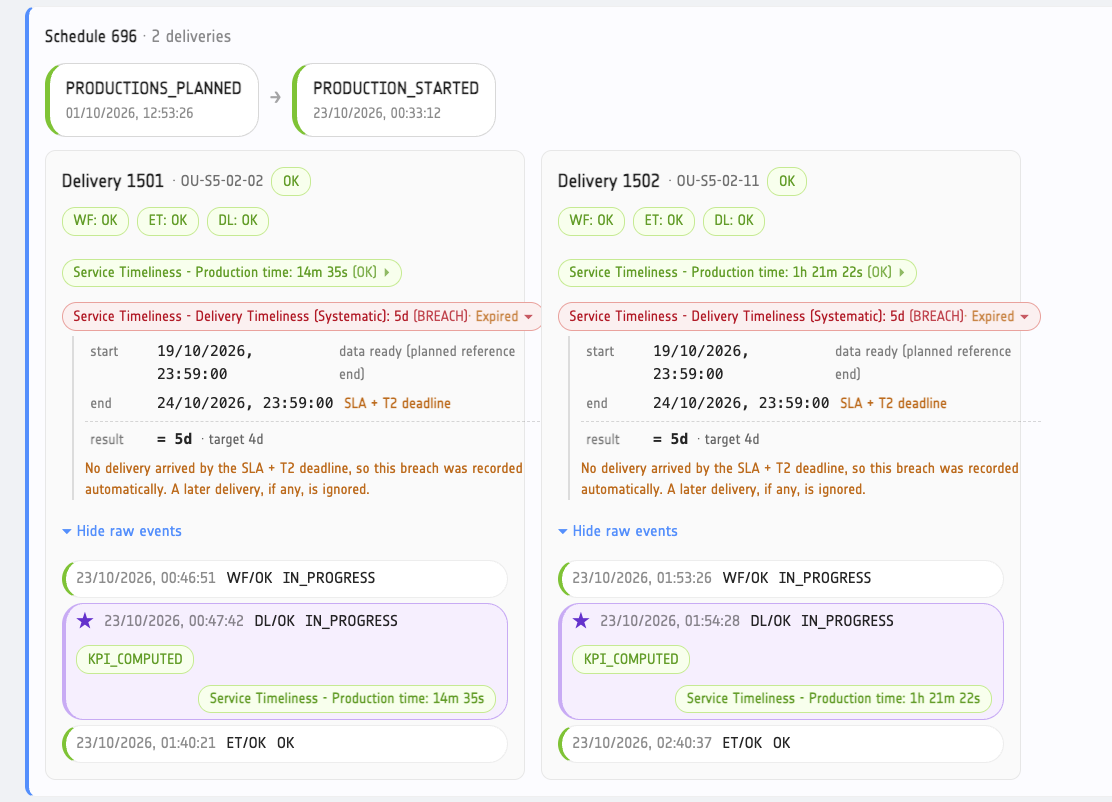 Schedule 696 · 2 deliveries
PRODUCTIONS_PLANNED
01/10/2026, 12:53:26
→
PRODUCTION_STARTED
23/10/2026, 00:33:12
Delivery 1501 · OU-S5-02-02 OK
WF: OK ET: OK DL: OK
Service Timeliness - Production time: 14m 35s (OK)
Service Timeliness - Delivery Timeliness (Systematic): 5d (BREACH)· Expired
start 19/10/2026, data ready (planned reference
23:59:00 end)
end 24/10/2026, 23:59:00 SLA + T2 deadline
result = 5d · target 4d
No delivery arrived by the SLA + T2 deadline, so this breach was recorded
automatically. A later delivery, if any, is ignored.
Hide raw events
23/10/2026, 00:46:51 WF/OK IN_PROGRESS
★ 23/10/2026, 00:47:42 DL/OK IN_PROGRESS
KPI_COMPUTED
Service Timeliness - Production time: 14m 35s
23/10/2026, 01:40:21 ET/OK OK
Delivery 1502 · OU-S5-02-11 OK
WF: OK ET: OK DL: OK
Service Timeliness - Production time: 1h 21m 22s (OK)
Service Timeliness - Delivery Timeliness (Systematic): 5d (BREACH)· Expired
start 19/10/2026, data ready (planned reference
23:59:00 end)
end 24/10/2026, 23:59:00 SLA + T2 deadline
result = 5d · target 4d
No delivery arrived by the SLA + T2 deadline, so this breach was recorded
automatically. A later delivery, if any, is ignored.
Hide raw events
23/10/2026, 01:53:26 WF/OK IN_PROGRESS
★ 23/10/2026, 01:54:28 DL/OK IN_PROGRESS
KPI_COMPUTED
Service Timeliness - Production time: 1h 21m 22s
23/10/2026, 02:40:37 ET/OK OK